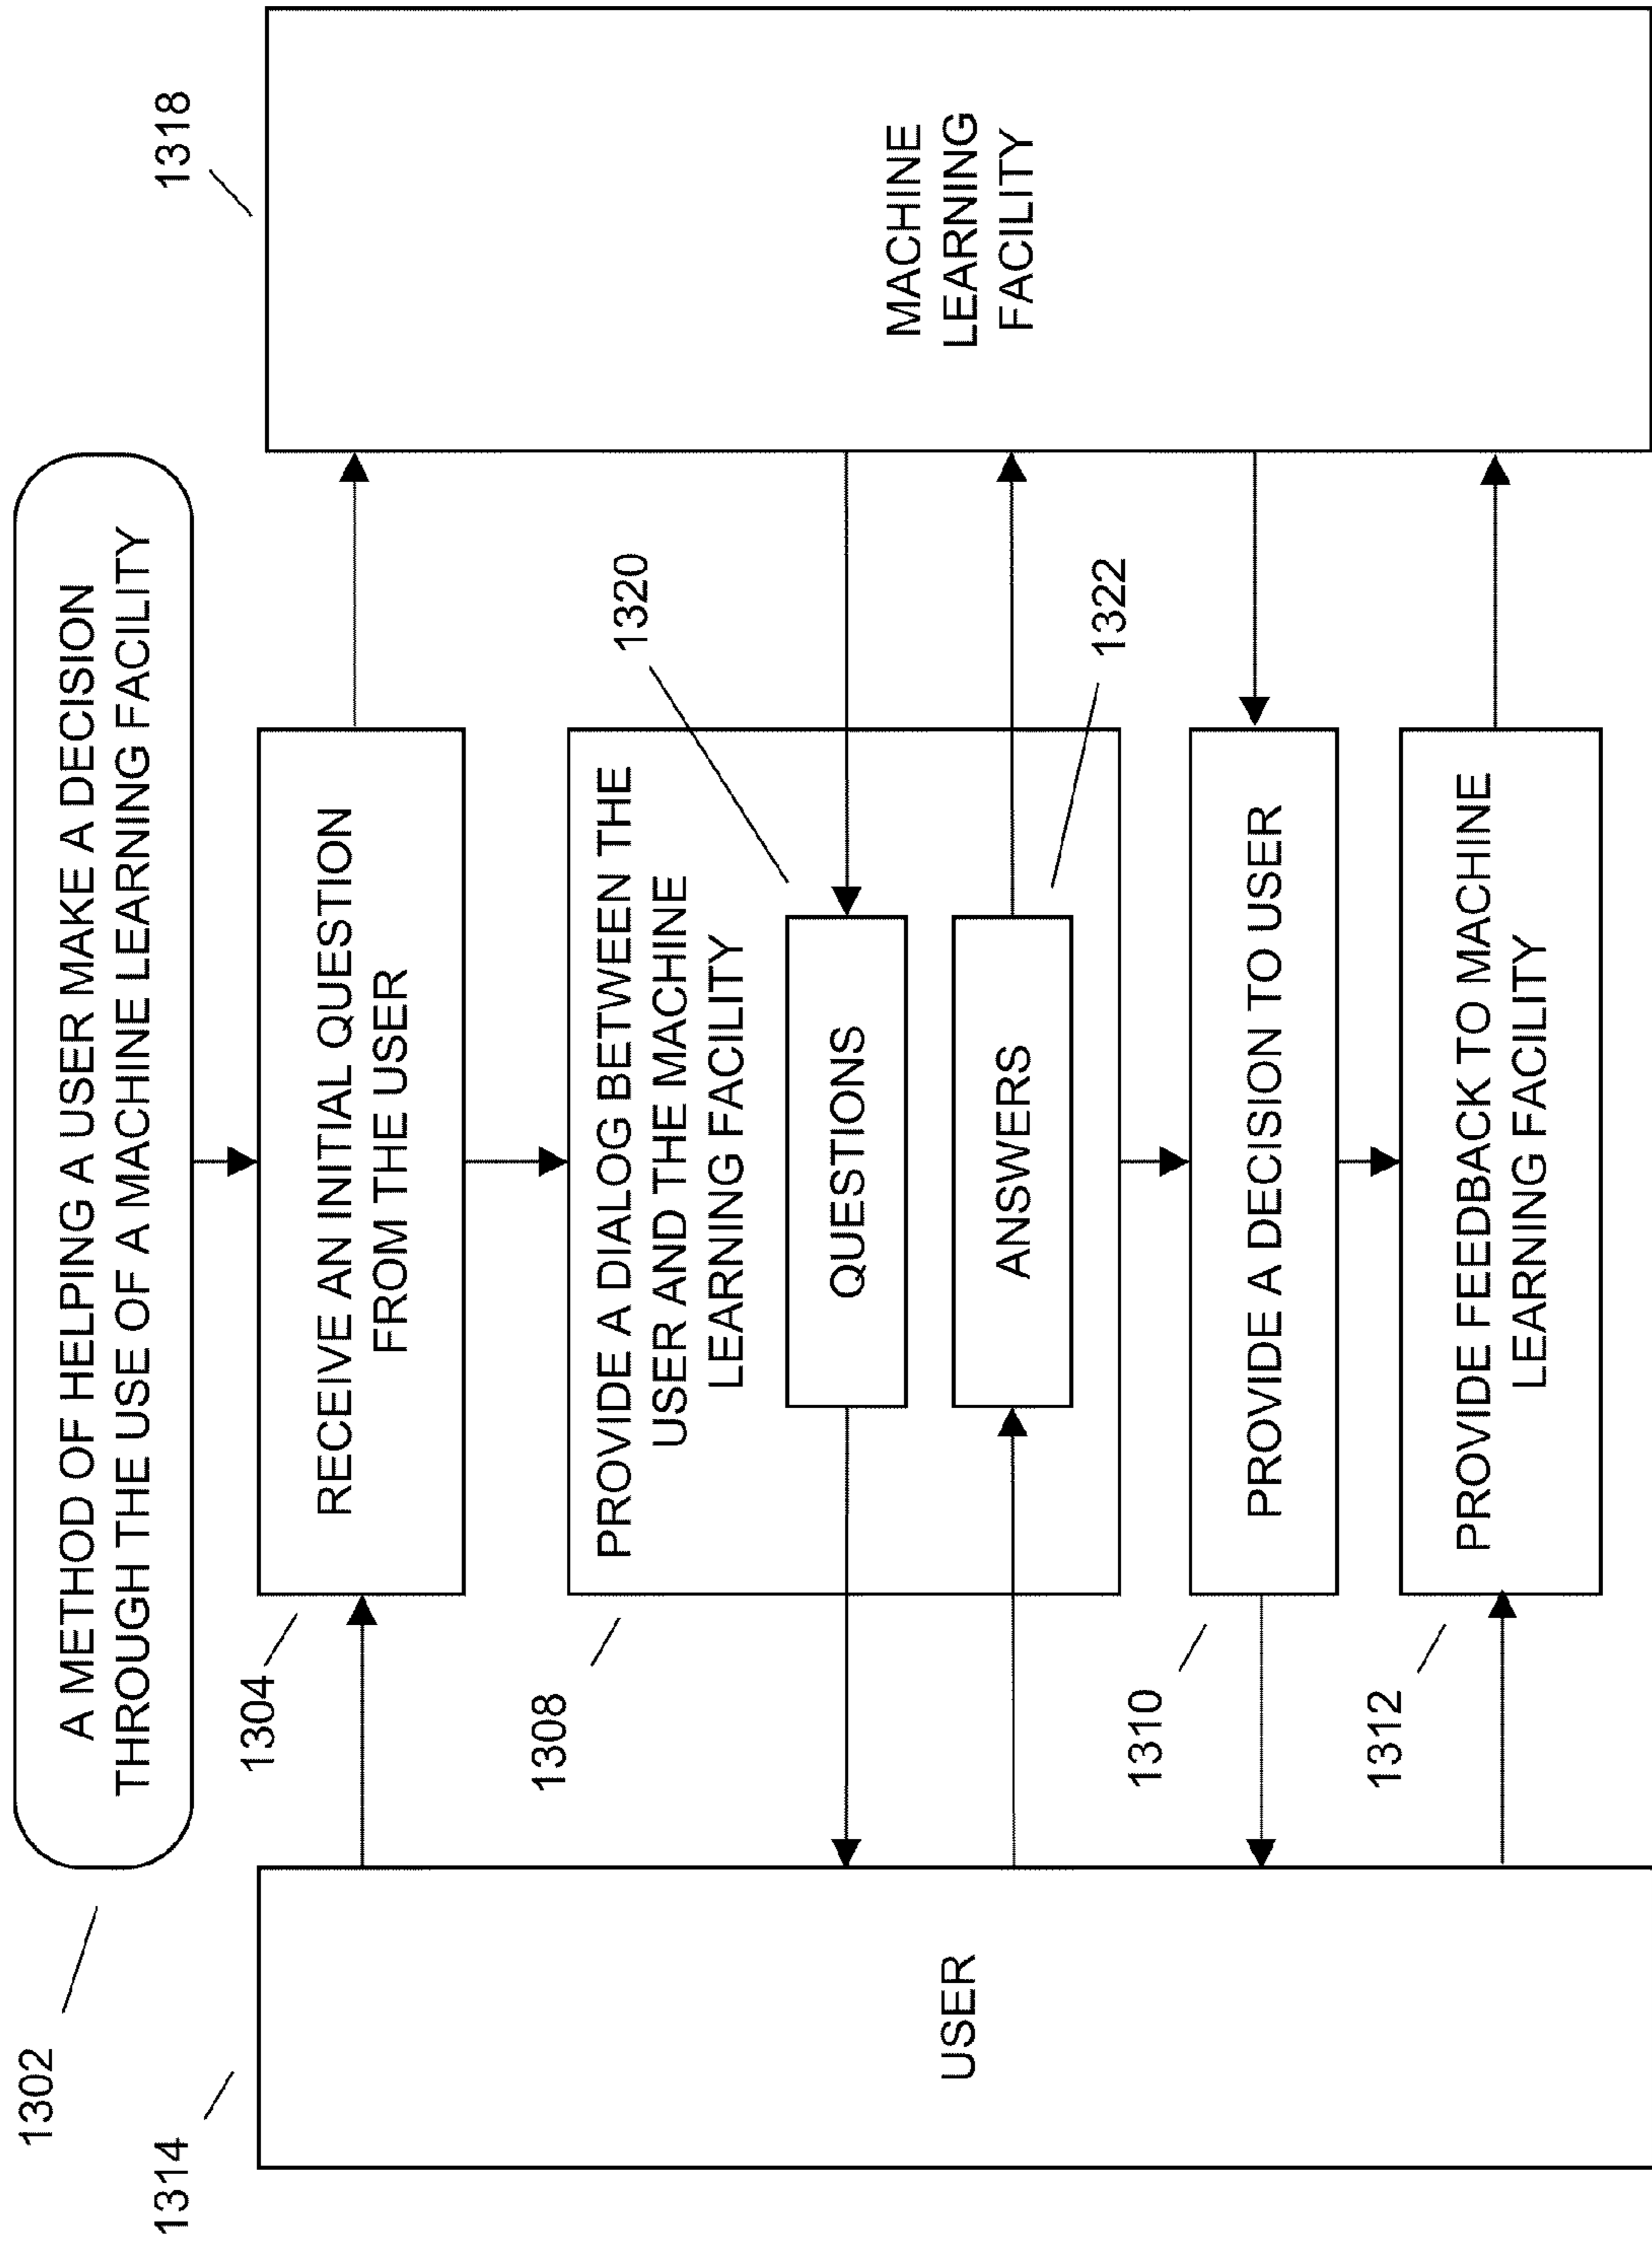 1302
A METHOD OF HELPING A USER MAKE A DECISION
THROUGH THE USE OF A MACHINE LEARNING FACILITY
1314
1318
USER
1304
RECEIVE AN INITIAL QUESTION
FROM THE USER
1308
PROVIDE A DIALOG BETWEEN THE
USER AND THE MACHINE
LEARNING FACILITY
1320
QUESTIONS
ANSWERS
1322
1310
PROVIDE A DECISION TO USER
1312
PROVIDE FEEDBACK TO MACHINE
LEARNING FACILITY
MACHINE
LEARNING
FACILITY